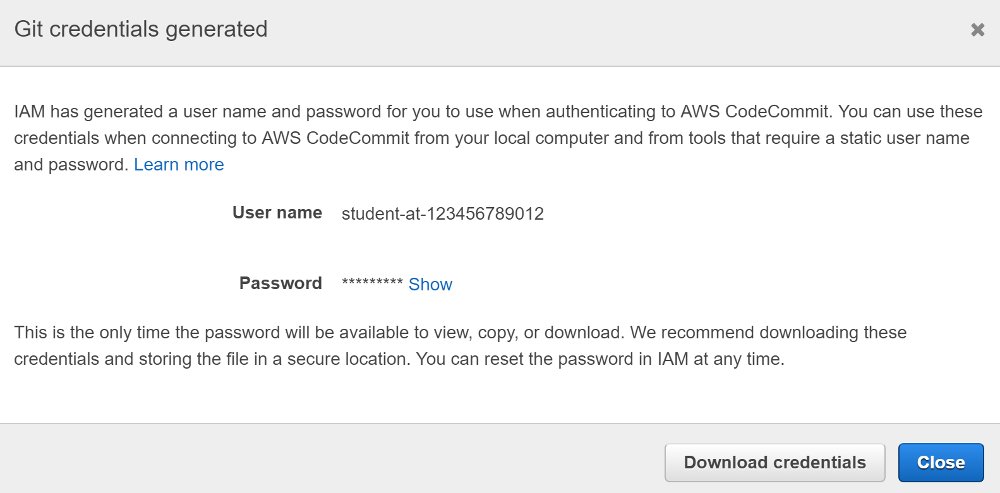 Git credentials generated
IAM has generated a user name and password for you to use when authenticating to AWS CodeCommit. You can use these
credentials when connecting to AWS CodeCommit from your local computer and from tools that require a static user name
and password. Learn more
User name student-at-123456789012
Password ********* Show
This is the only time the password will be available to view, copy, or download. We recommend downloading these
credentials and storing the file in a secure location. You can reset the password in IAM at any time.
Download credentials Close